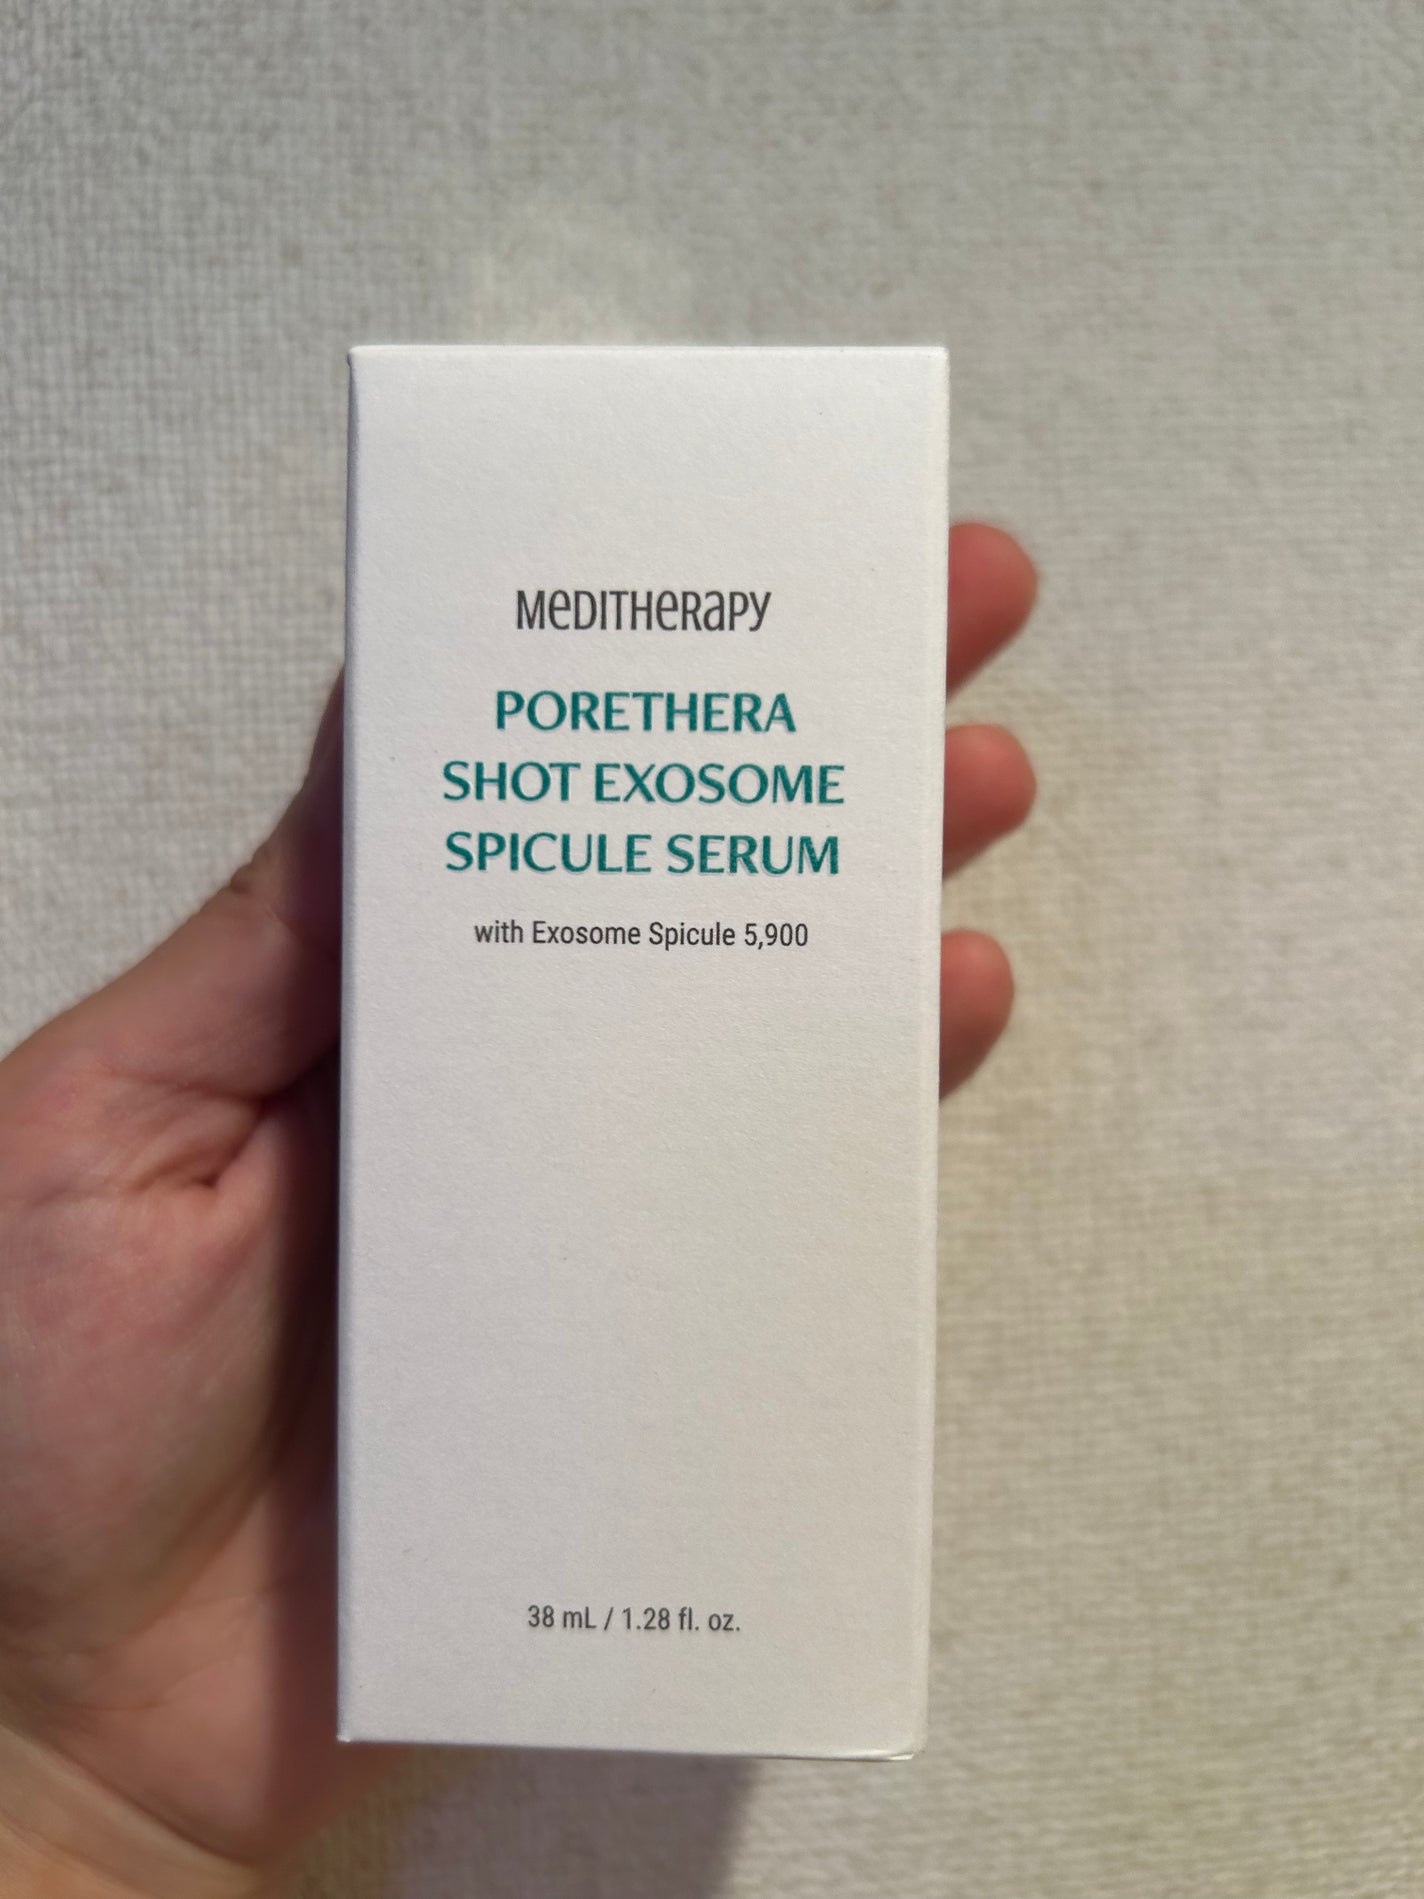 MeDITHeRaPY
PORETHERA
SHOT EXOSOME
SPICULE SERUM
with Exosome Spicule 5,900
38 mL / 1.28 fl. oz.